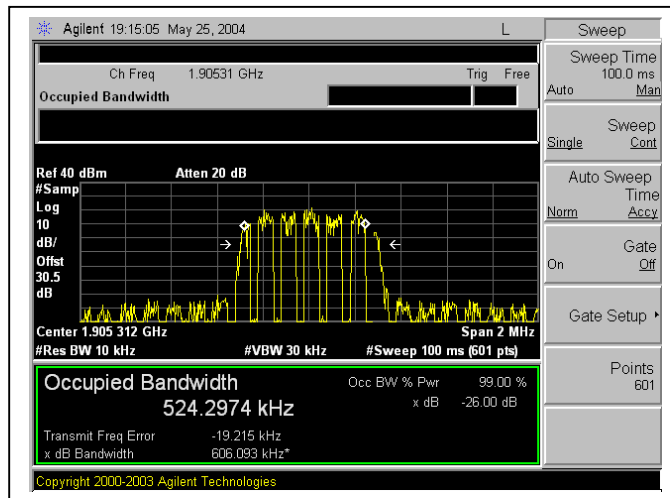 Agilent 19:15:05 May 25, 2004 L
Sweep
Ch Freq 1.90531 GHz Trig Free
Occupied Bandwidth
Sweep Time
100.0 ms
Auto Man
Sweep
Single Cont
Auto Sweep
Time
Norm Accy
Gate
On Off
Gate Setup
Points
601
Ref 40 dBm Atten 20 dB
#Samp
Log
10
dB/
Offst
30.5
dB
Center 1.905 312 GHz Span 2 MHz
#Res BW 10 kHz #VBW 30 kHz #Sweep 100 ms (601 pts)
Occupied Bandwidth Occ BW % Pwr 99.00 %
524.2974 kHz x dB -26.00 dB
Transmit Freq Error -19.215 kHz
x dB Bandwidth 606.093 kHz*
Copyright 2000-2003 Agilent Technologies